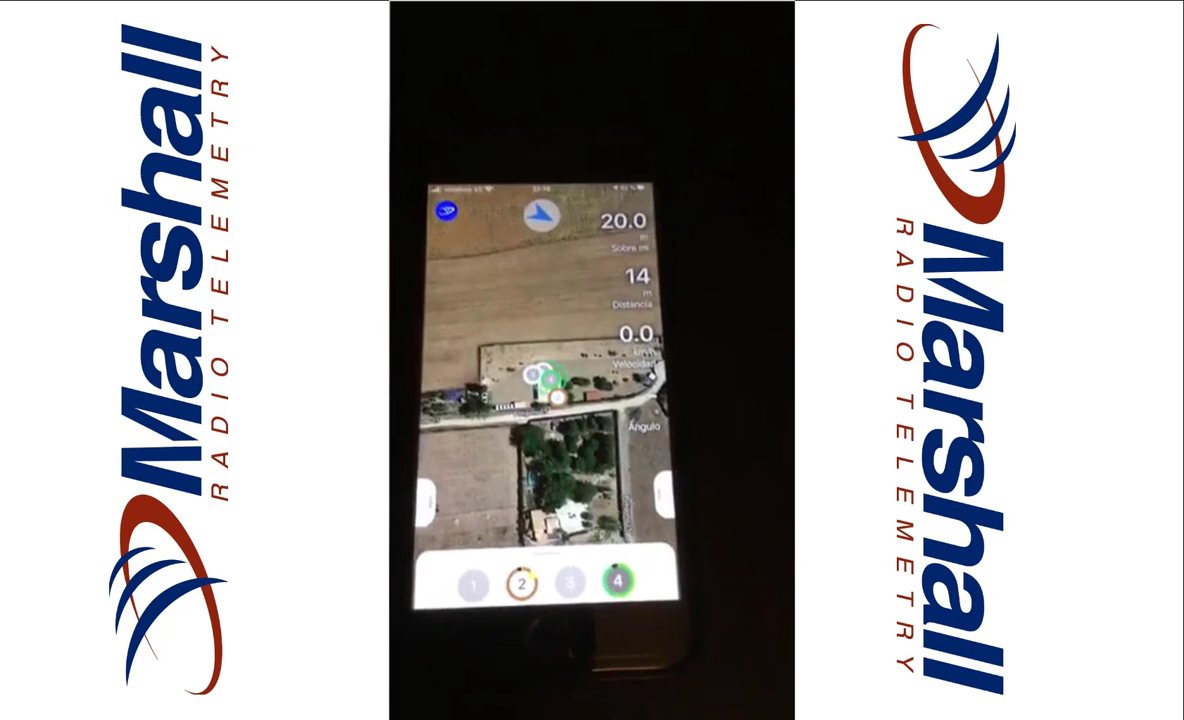 Marshall
RADIO TELEMETRY
20.0
m
Sobre mi
14
m
Distancia
0.0
km/h
Velocidad
Ángulo
1
2
3
4
Marshall
RADIO TELEMETRY